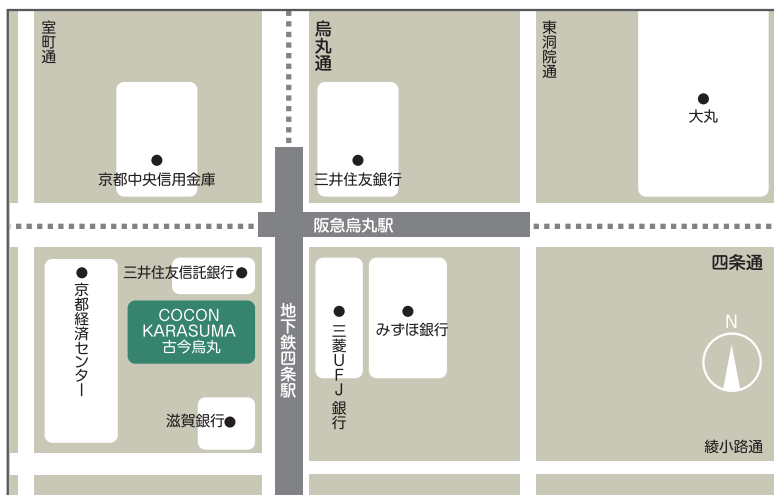 室町通
烏丸通
東洞院通
大丸
京都中央信用金庫
三井住友銀行
阪急烏丸駅
四条通
三井住友信託銀行
京都経済センター
COCON
KARASUMA
古今烏丸
地下鉄四条駅
三菱UFJ銀行
みずほ銀行
N
滋賀銀行
綾小路通